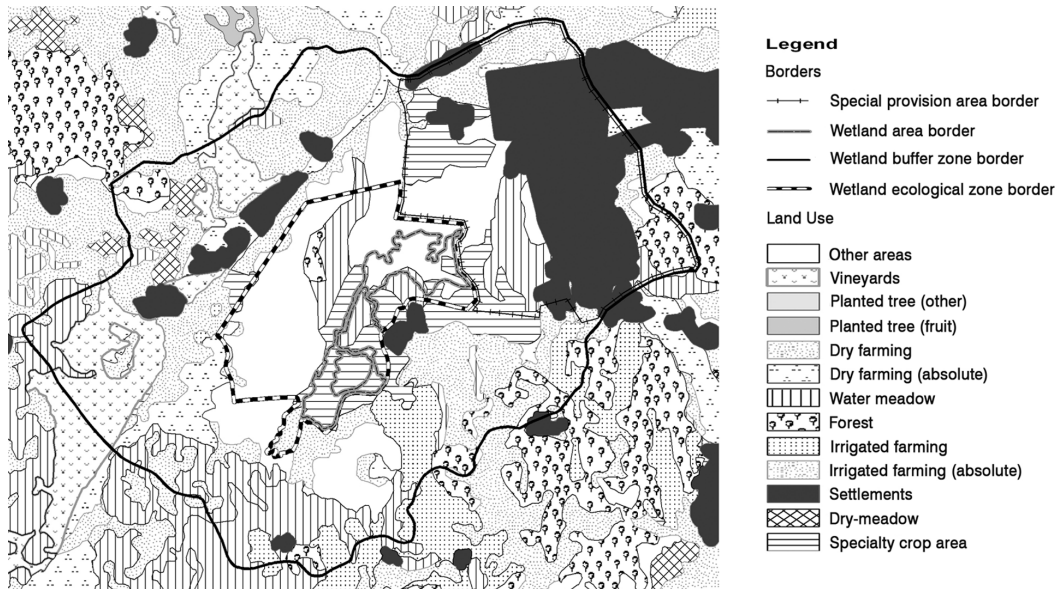 Legend
Borders
Special provision area border
Wetland area border
Wetland buffer zone border
Wetland ecological zone border
Land Use
Other areas
Vineyards
Planted tree (other)
Planted tree (fruit)
Dry farming
Dry farming (absolute)
Water meadow
Forest
Irrigated farming
Irrigated farming (absolute)
Settlements
Dry-meadow
Specialty crop area